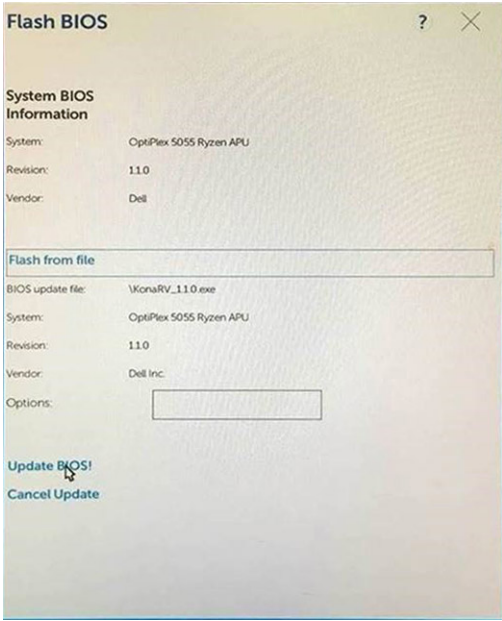 Flash BIOS ?
System BIOS
Information
System: OptiPlex 5055 Ryzen APU
Revision: 1.1.0
Vendor: Dell
Flash from file
BIOS update file: \KonaRV_1.1.0.exe
System: OptiPlex 5055 Ryzen APU
Revision: 1.1.0
Vendor: Dell Inc.
Options:
Update BIOS!
Cancel Update